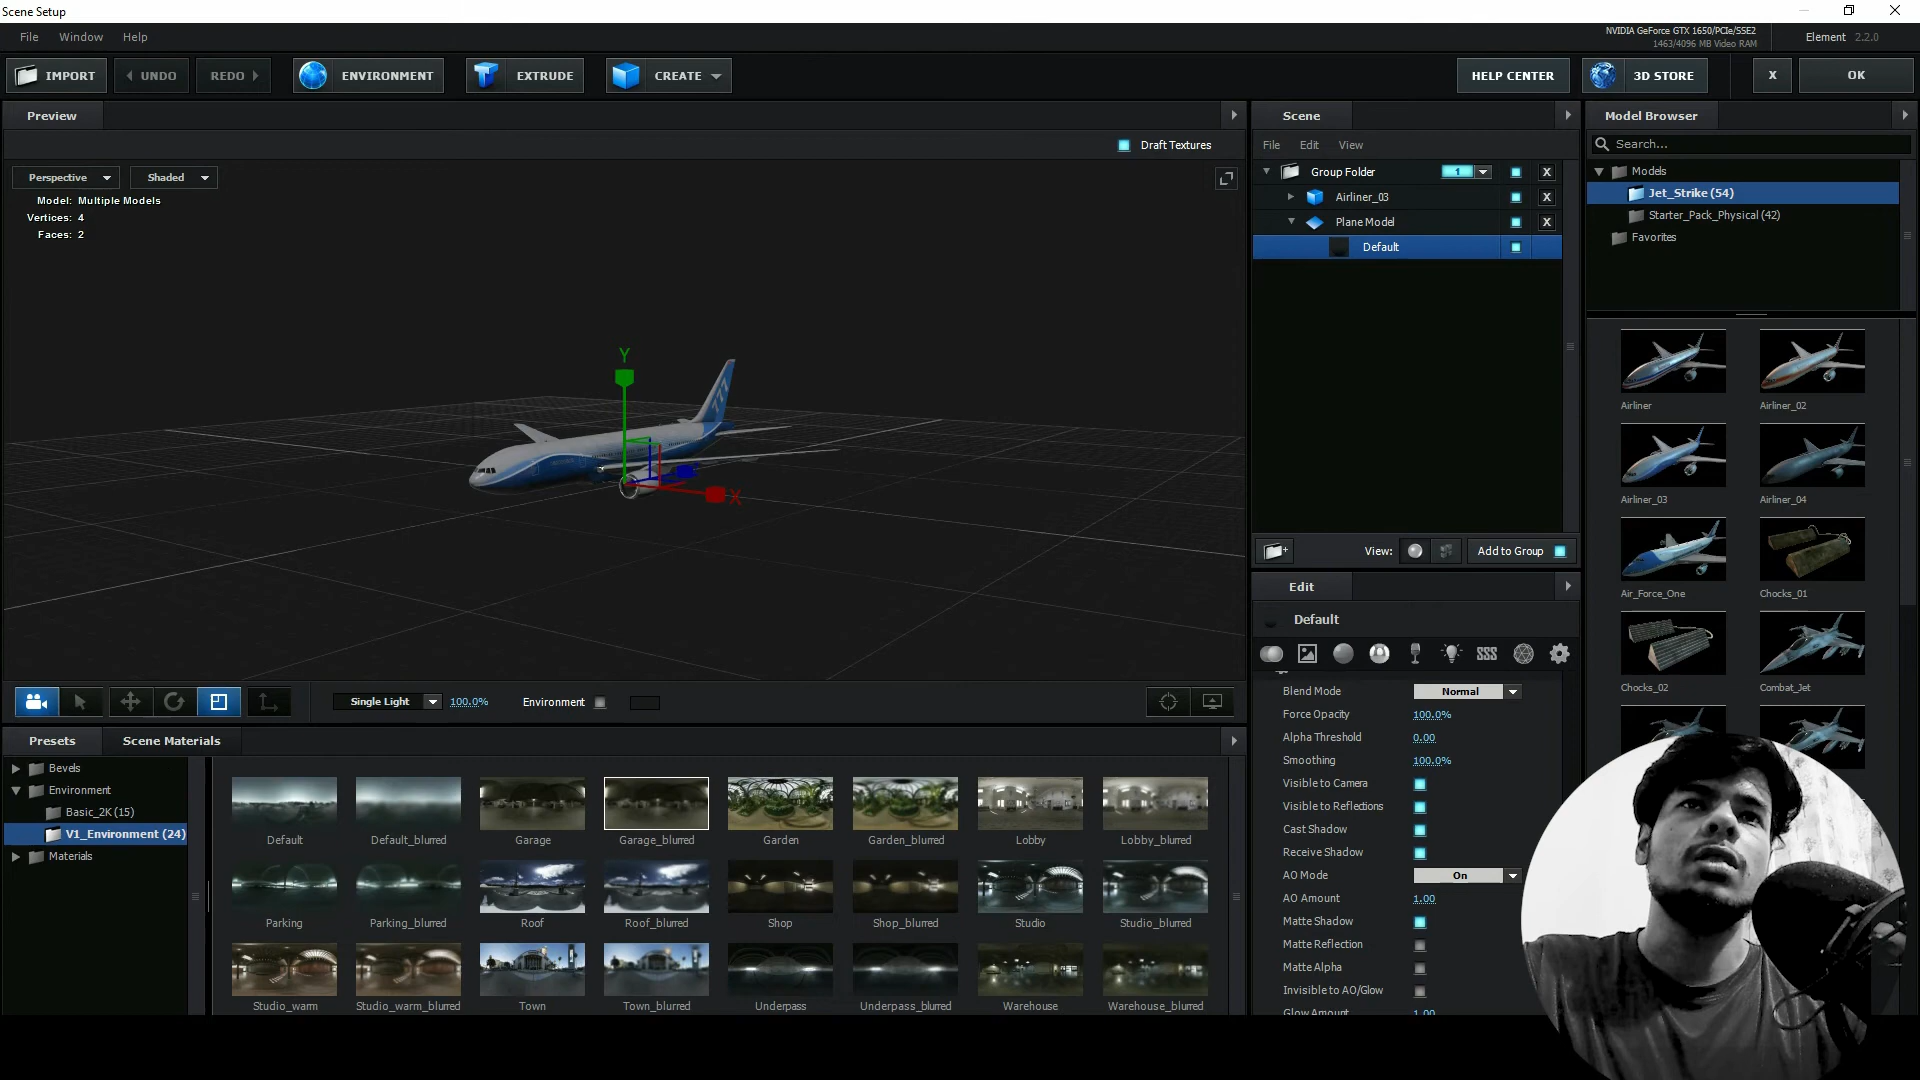 Scene Setup
File Window Help
NVIDIA GeForce GTX 1650/PCIe/SSE2
1463/4096 MB Video RAM
Element 2.2.0
IMPORT UNDO REDO ENVIRONMENT EXTRUDE CREATE HELP CENTER 3D STORE X OK
Preview
Draft Textures
Perspective Shaded
Model: Multiple Models
Vertices: 4
Faces: 2
Y
X
777
Single Light 100.0% Environment
Scene
File Edit View
Group Folder 1 X
Airliner_03 X
Plane Model X
Default
View: Add to Group
Edit
Default
Blend Mode Normal
Force Opacity 100.0%
Alpha Threshold 0.00
Smoothing 100.0%
Visible to Camera
Visible to Reflections
Cast Shadow
Receive Shadow
AO Mode On
AO Amount 1.00
Matte Shadow
Matte Reflection
Matte Alpha
Invisible to AO/Glow
Glow Amount 1.00
Model Browser
Search...
Models
Jet_Strike (54)
Starter_Pack_Physical (42)
Favorites
Airliner Airliner_02
Airliner_03 Airliner_04
Air_Force_One Chocks_01
Chocks_02 Combat_Jet
Presets Scene Materials
Bevels
Environment
Basic_2K (15)
V1_Environment (24)
Materials
Default Default_blurred Garage Garage_blurred Garden Garden_blurred Lobby Lobby_blurred
Parking Parking_blurred Roof Roof_blurred Shop Shop_blurred Studio Studio_blurred
Studio_warm Studio_warm_blurred Town Town_blurred Underpass Underpass_blurred Warehouse Warehouse_blurred